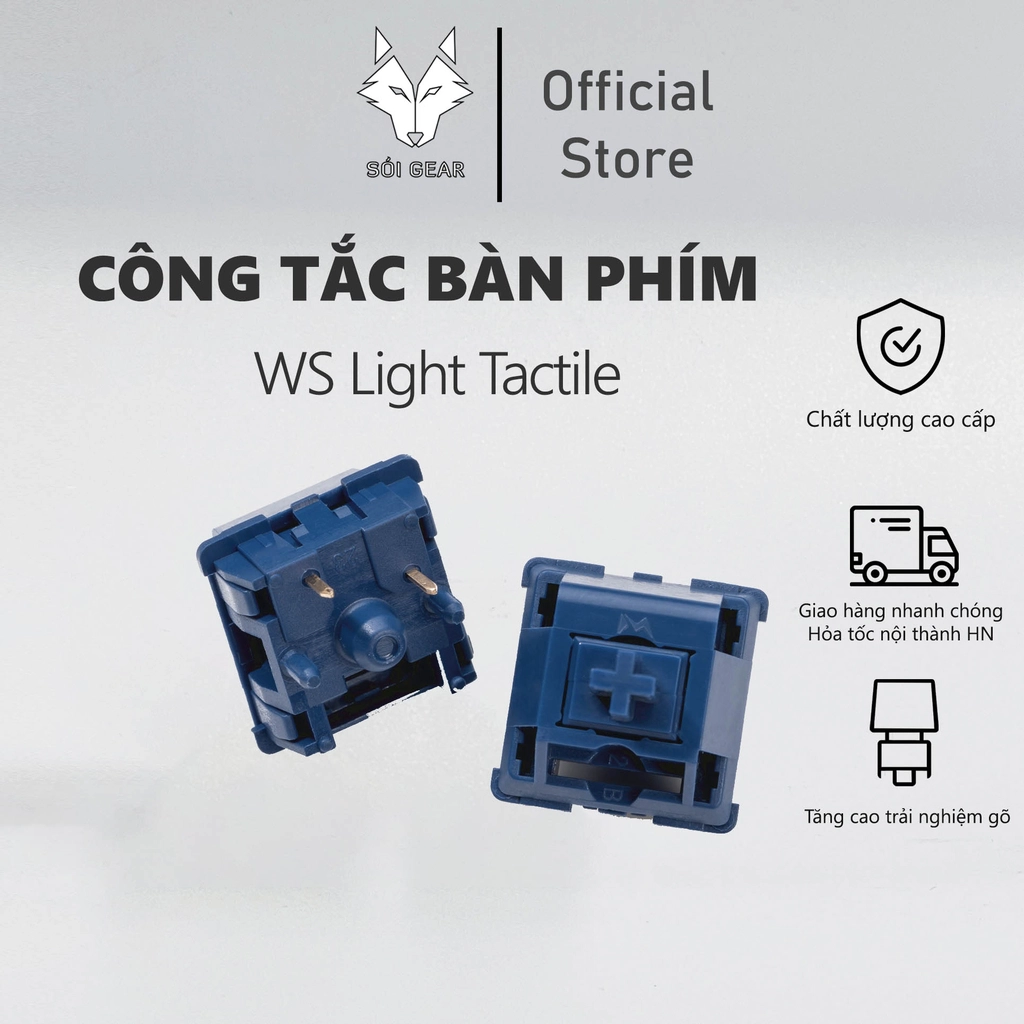 SÓI GEAR
Official
Store
CÔNG TẮC BÀN PHÍM
WS Light Tactile
Chất lượng cao cấp
Giao hàng nhanh chóng
Hỏa tốc nội thành HN
Tăng cao trải nghiệm gõ